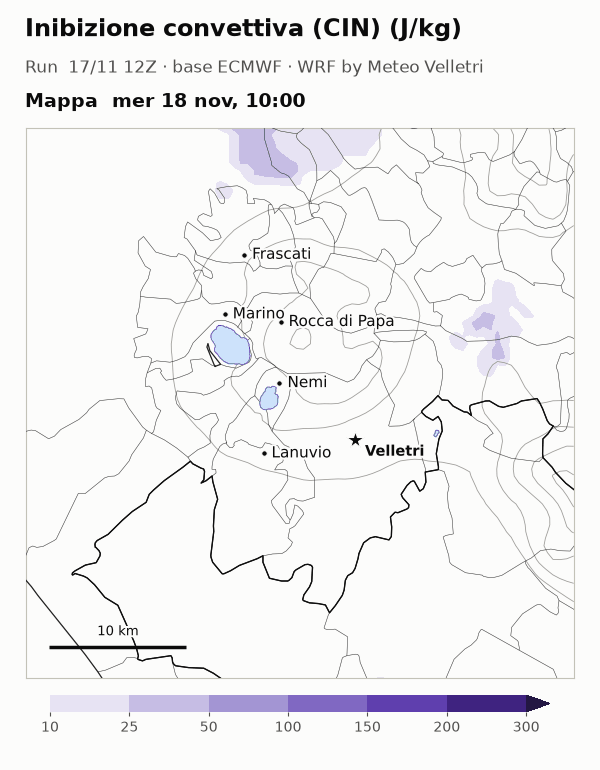 Inibizione convettiva (CIN) (J/kg)
Run  17/11 12Z · base ECMWF · WRF by Meteo Velletri
Mappa  mer 18 nov, 10:00
Frascati
Marino
Rocca di Papa
Nemi
Velletri
Lanuvio
10 km
10 25 50 100 150 200 300